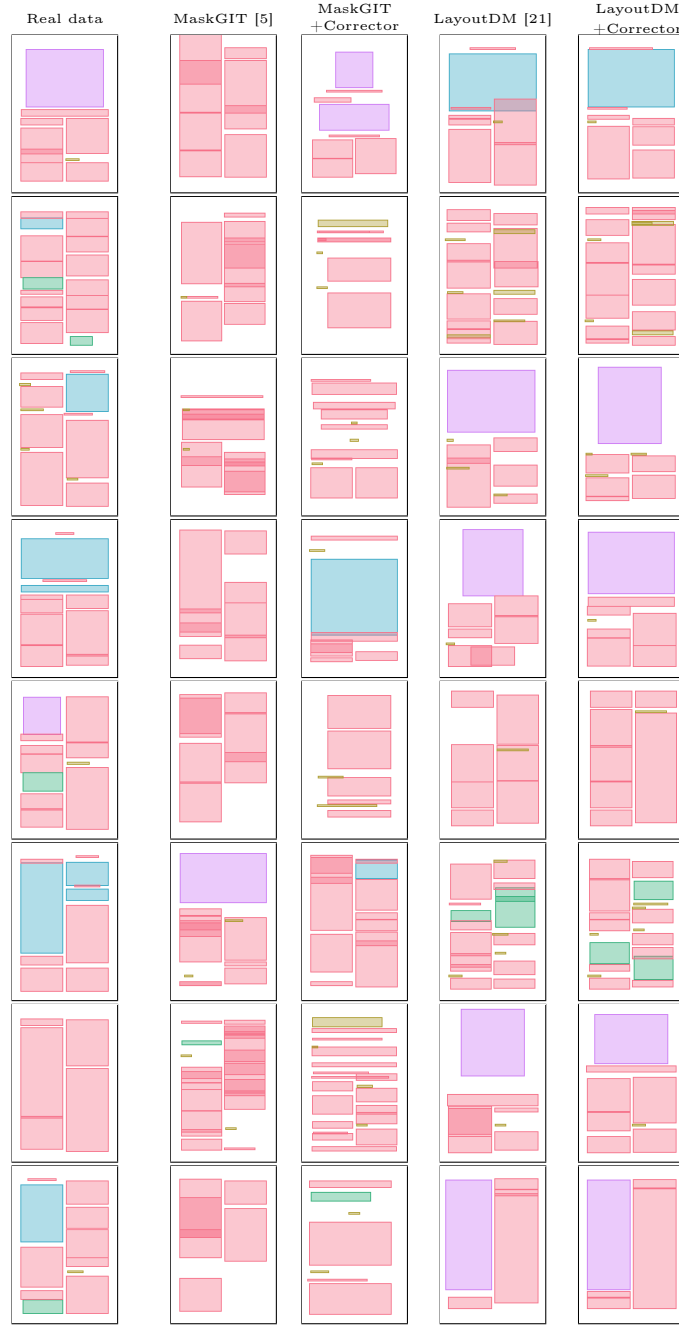 Real data
MaskGIT [5]
MaskGIT
+Corrector
LayoutDM [21]
LayoutDM
+Corrector